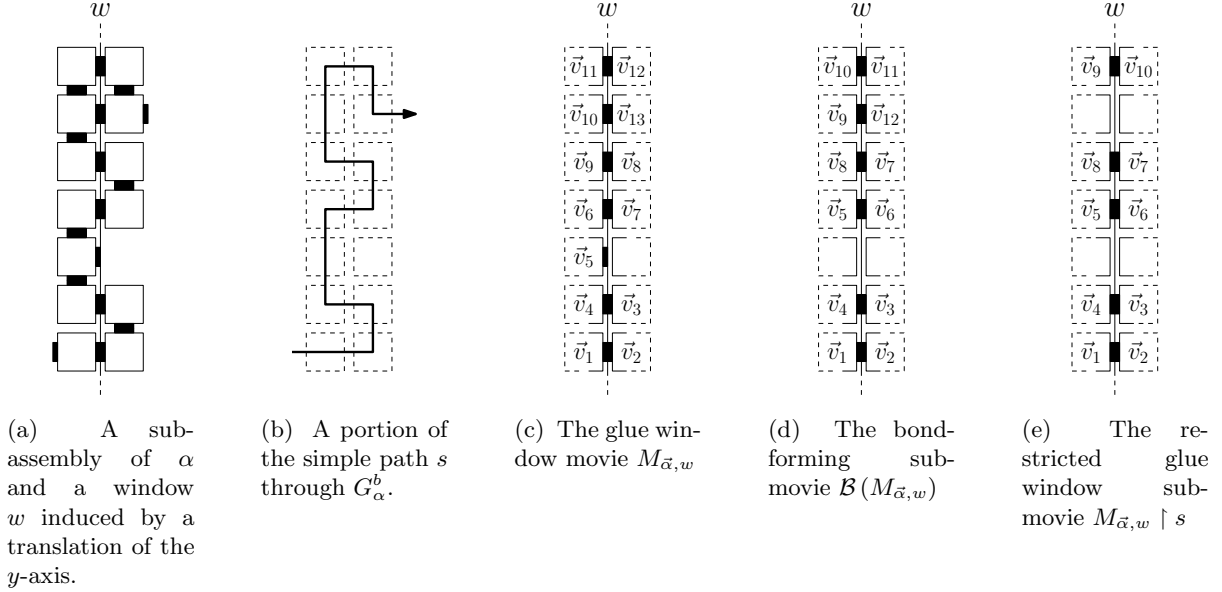 w w w w
v⃗11 v⃗12 v⃗10 v⃗11 v⃗9 v⃗10
v⃗10 v⃗13 v⃗9 v⃗12
v⃗9 v⃗8 v⃗8 v⃗7 v⃗8 v⃗7
v⃗6 v⃗7 v⃗5 v⃗6 v⃗5 v⃗6
v⃗5
v⃗4 v⃗3 v⃗4 v⃗3 v⃗4 v⃗3
v⃗1 v⃗2 v⃗1 v⃗2 v⃗1 v⃗2
(a) A sub-
assembly of α
and a window
w induced by a
translation of the
y-axis.
(b) A portion of
the simple path s
through G^b_α.
(c) The glue win-
dow movie M_α⃗,w
(d) The bond-
forming sub-
movie ℬ (M_α⃗,w)
(e) The re-
stricted glue
window sub-
movie M_α⃗,w ↾ s